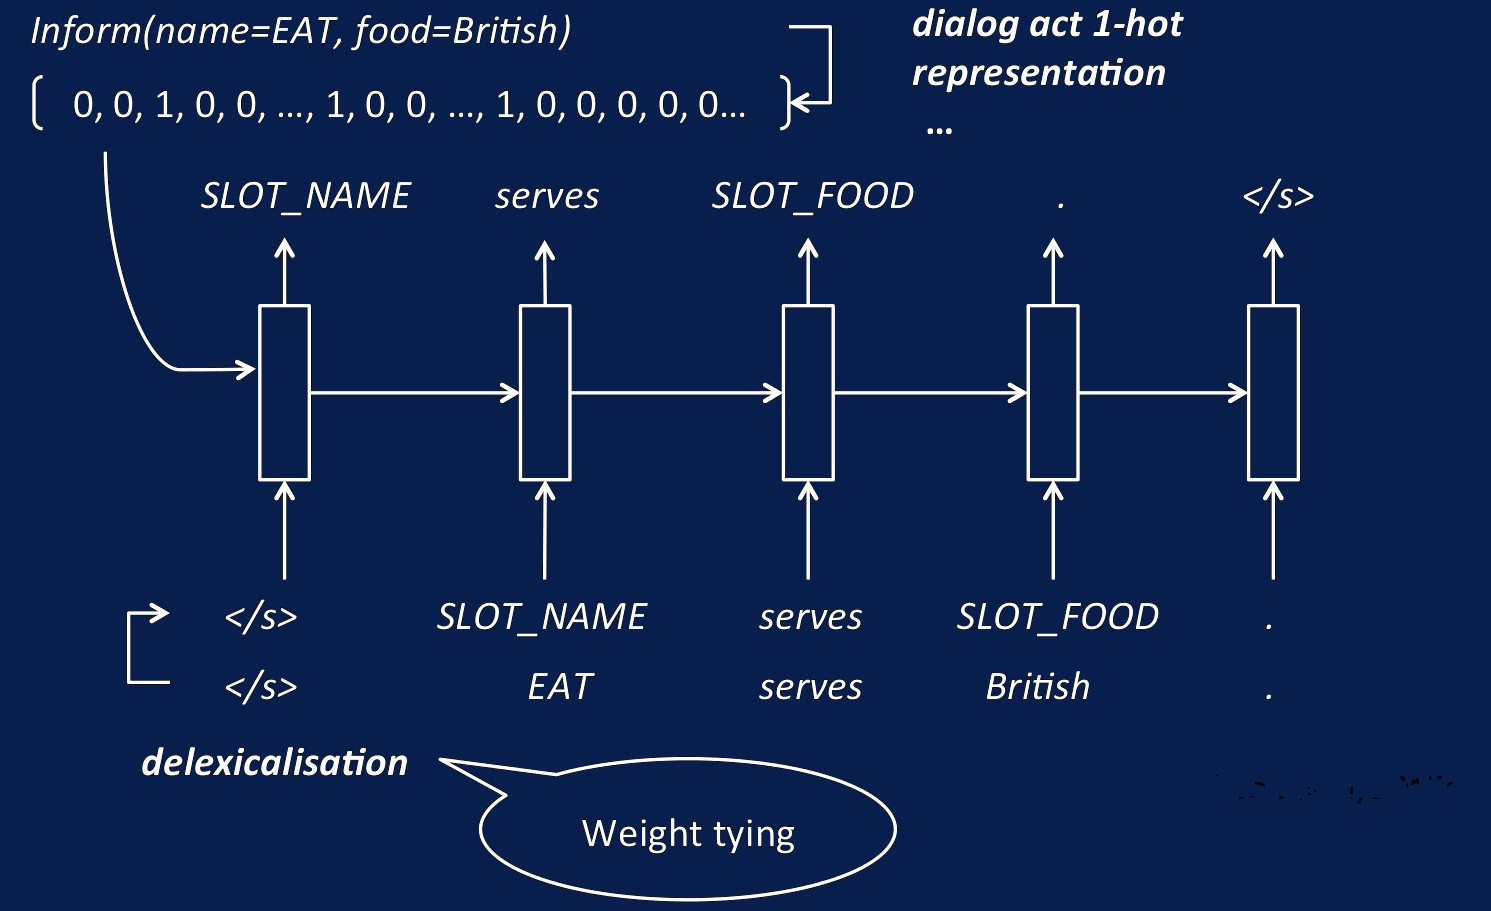 Inform(name=EAT, food=British)
dialog act 1-hot
representation
0, 0, 1, 0, 0, ..., 1, 0, 0, ..., 1, 0, 0, 0, 0, 0...
...
SLOT_NAME serves SLOT_FOOD . </s>
</s> SLOT_NAME serves SLOT_FOOD .
</s> EAT serves British .
delexicalisation
Weight tying